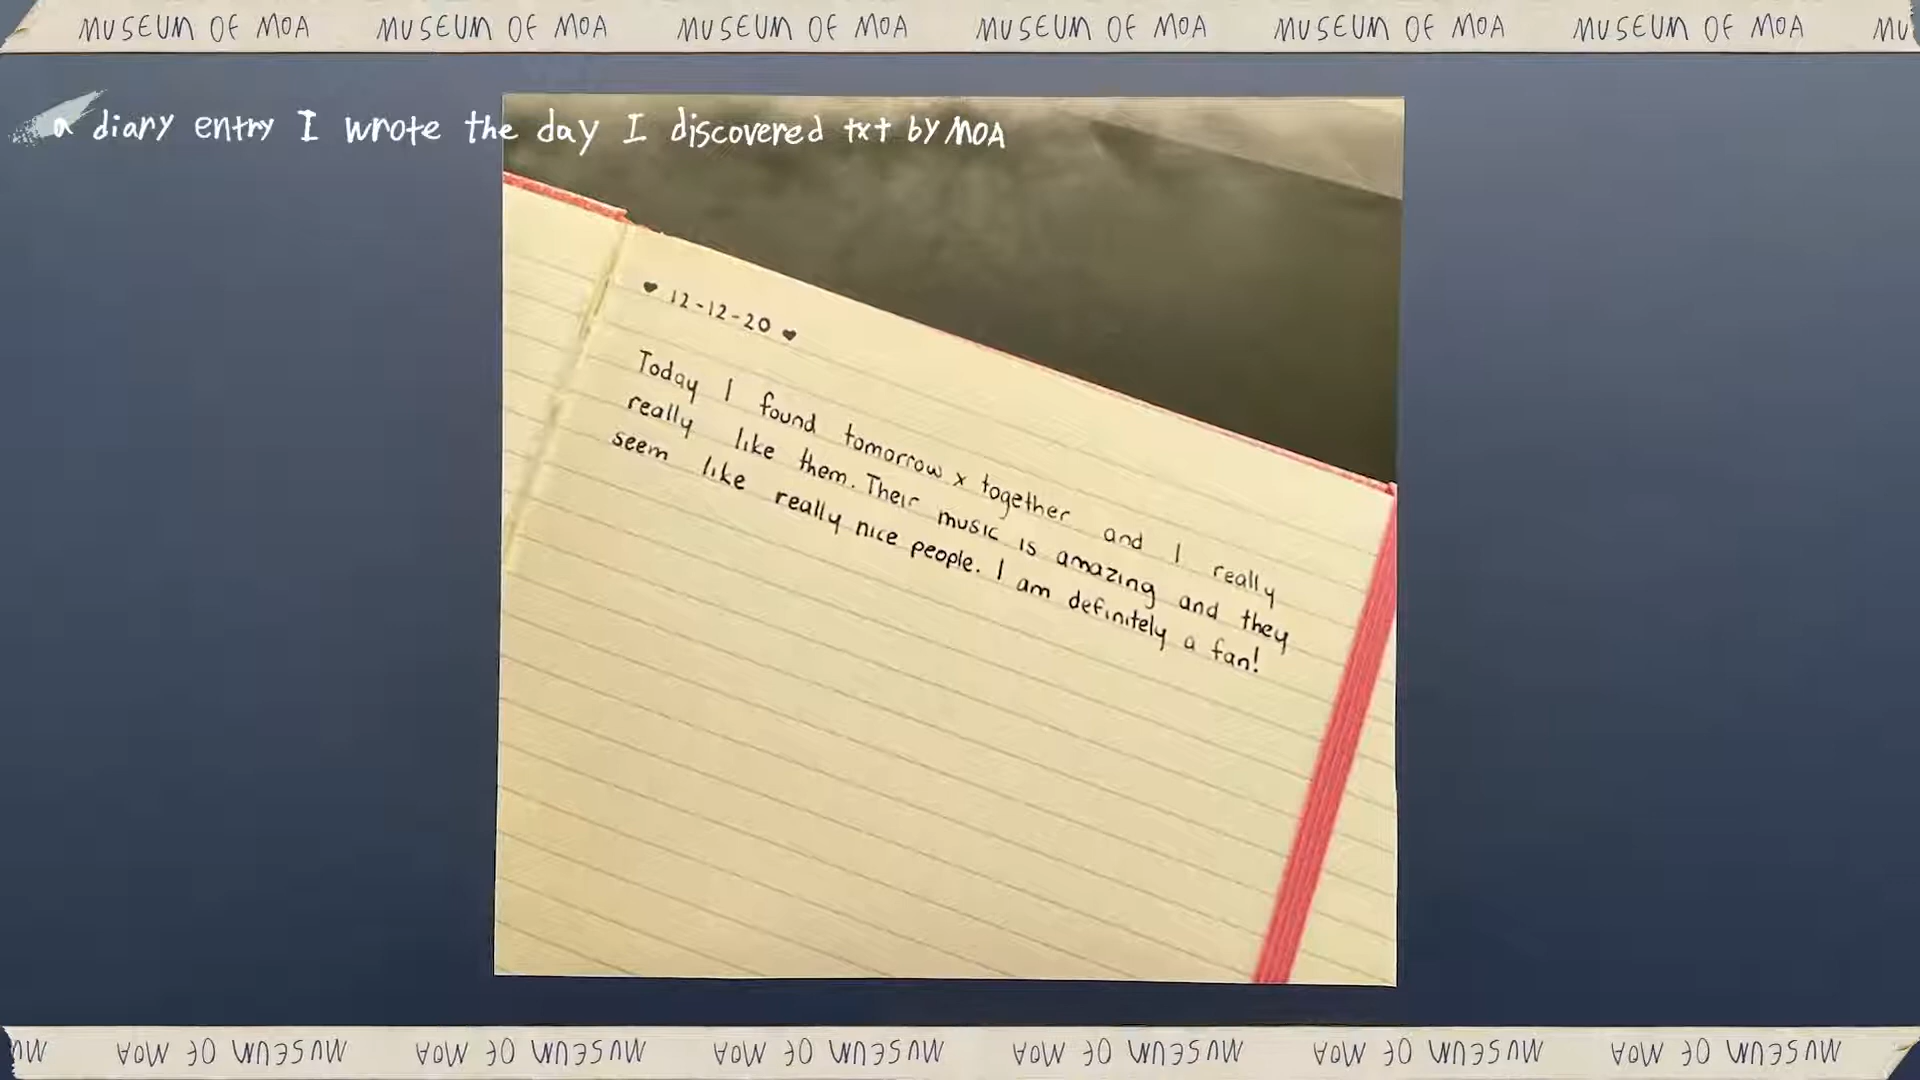 MUSEUM OF MOA MUSEUM OF MOA MUSEUM OF MOA MUSEUM OF MOA MUSEUM OF MOA MUSEUM OF MOA MU
a diary entry I wrote the day I discovered txt by MOA
♥ 12-12-20 ♥
Today I found tomorrow x together and I really
really like them. Their music is amazing and they
seem like really nice people. I am definitely a fan!
MUSEUM OF MOA MUSEUM OF MOA MUSEUM OF MOA MUSEUM OF MOA MUSEUM OF MOA MUSEUM OF MOA MU